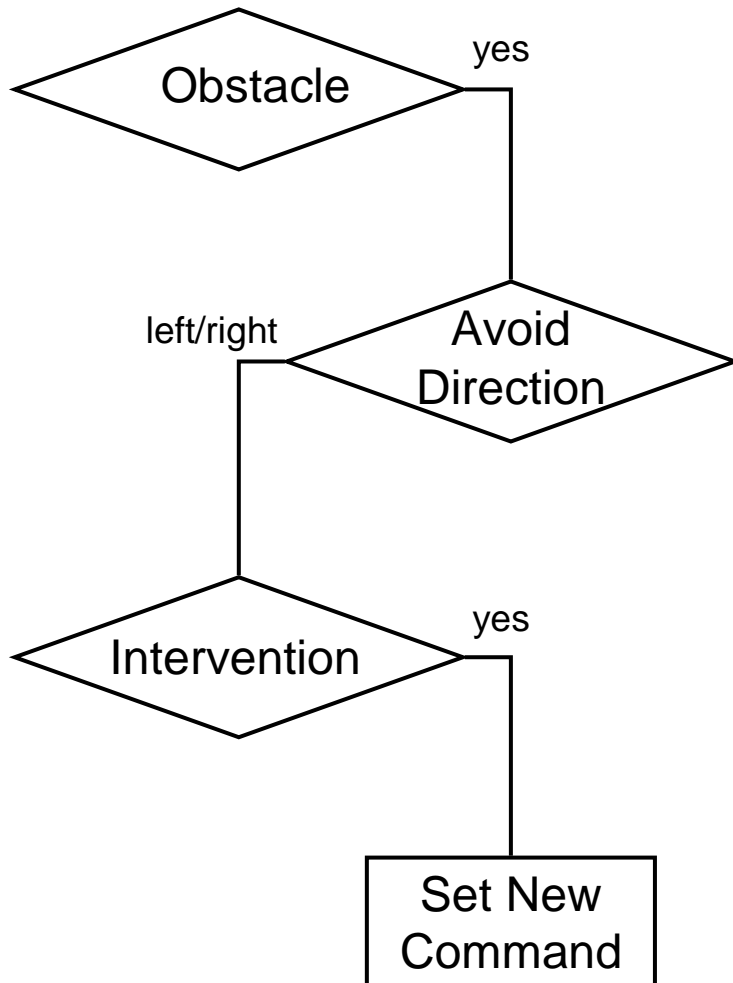 yes
Obstacle
left/right
Avoid
Direction
yes
Intervention
Set New
Command